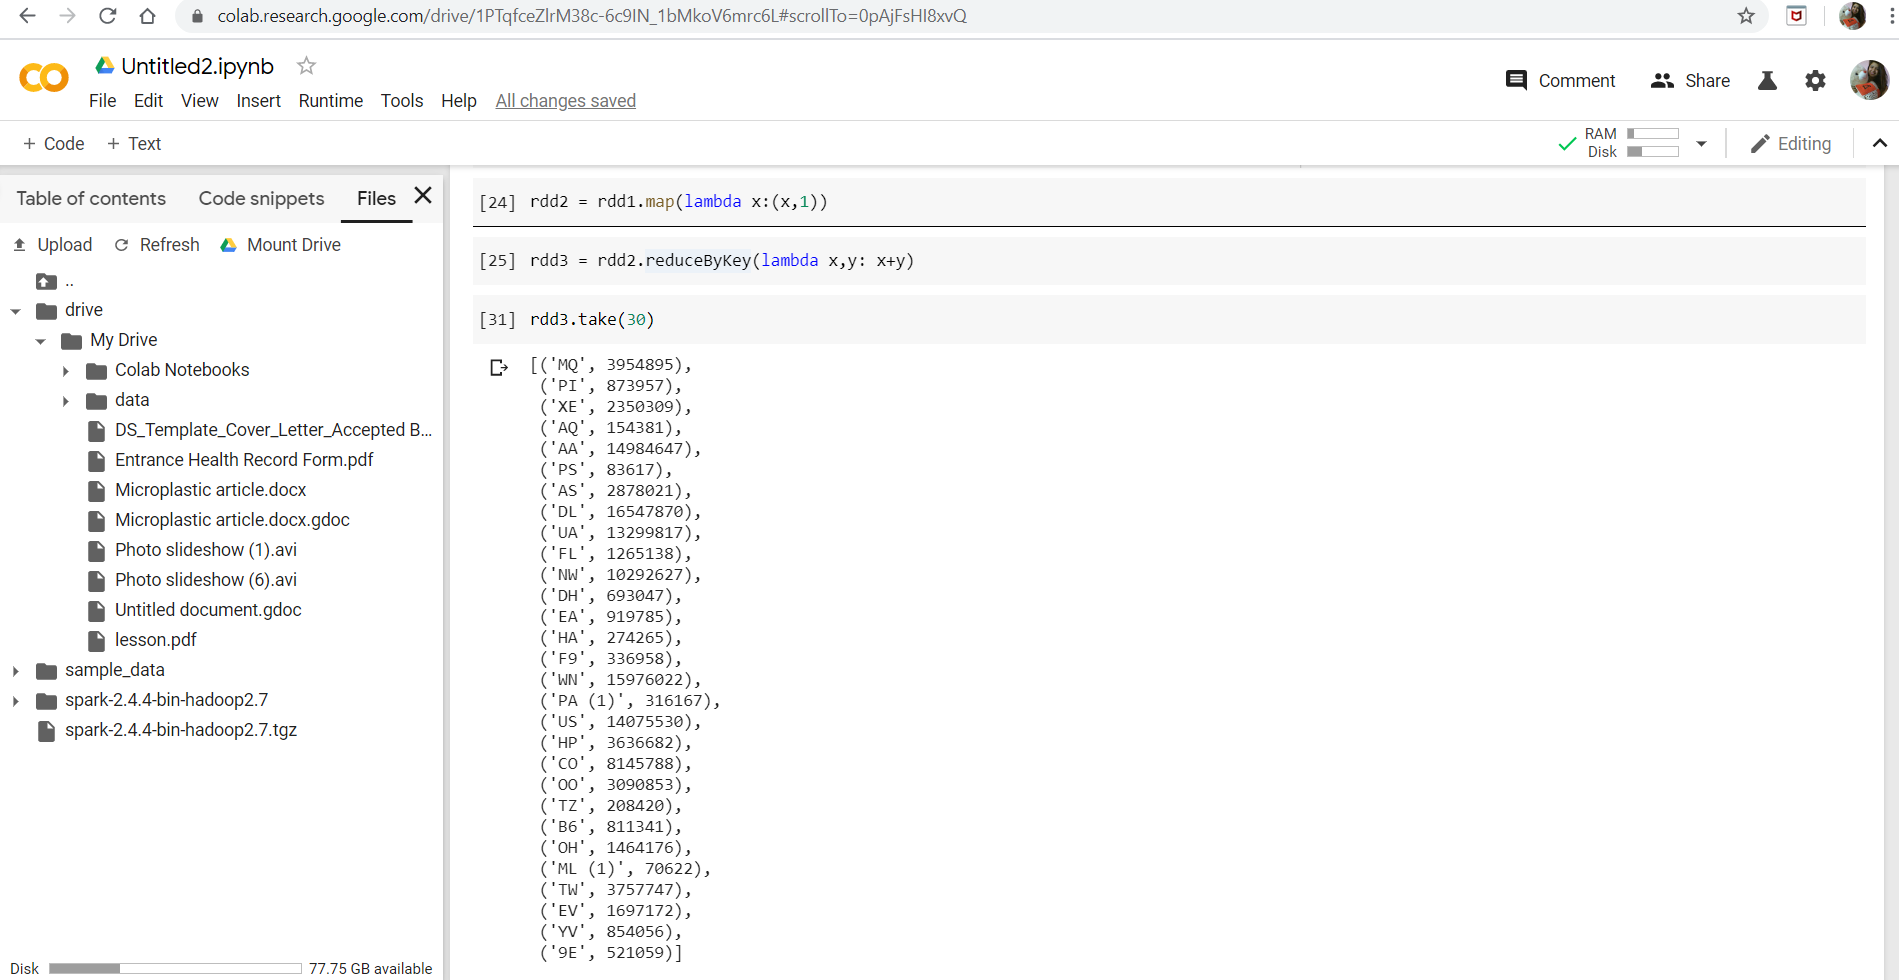 colab.research.google.com/drive/1PTqfceZlrM38c-6c9IN_1bMkoV6mrc6L#scrollTo=0pAjFsHI8xvQ
Untitled2.ipynb
File Edit View Insert Runtime Tools Help All changes saved
Comment Share
+ Code + Text
RAM
Disk
Editing
Table of contents Code snippets Files
Upload Refresh Mount Drive
..
drive
My Drive
Colab Notebooks
data
DS_Template_Cover_Letter_Accepted B...
Entrance Health Record Form.pdf
Microplastic article.docx
Microplastic article.docx.gdoc
Photo slideshow (1).avi
Photo slideshow (6).avi
Untitled document.gdoc
lesson.pdf
sample_data
spark-2.4.4-bin-hadoop2.7
spark-2.4.4-bin-hadoop2.7.tgz
Disk 77.75 GB available
[24] rdd2 = rdd1.map(lambda x:(x,1))
[25] rdd3 = rdd2.reduceByKey(lambda x,y: x+y)
[31] rdd3.take(30)
[('MQ', 3954895),
('PI', 873957),
('XE', 2350309),
('AQ', 154381),
('AA', 14984647),
('PS', 83617),
('AS', 2878021),
('DL', 16547870),
('UA', 13299817),
('FL', 1265138),
('NW', 10292627),
('DH', 693047),
('EA', 919785),
('HA', 274265),
('F9', 336958),
('WN', 15976022),
('PA (1)', 316167),
('US', 14075530),
('HP', 3636682),
('CO', 8145788),
('OO', 3090853),
('TZ', 208420),
('B6', 811341),
('OH', 1464176),
('ML (1)', 70622),
('TW', 3757747),
('EV', 1697172),
('YV', 854056),
('9E', 521059)]